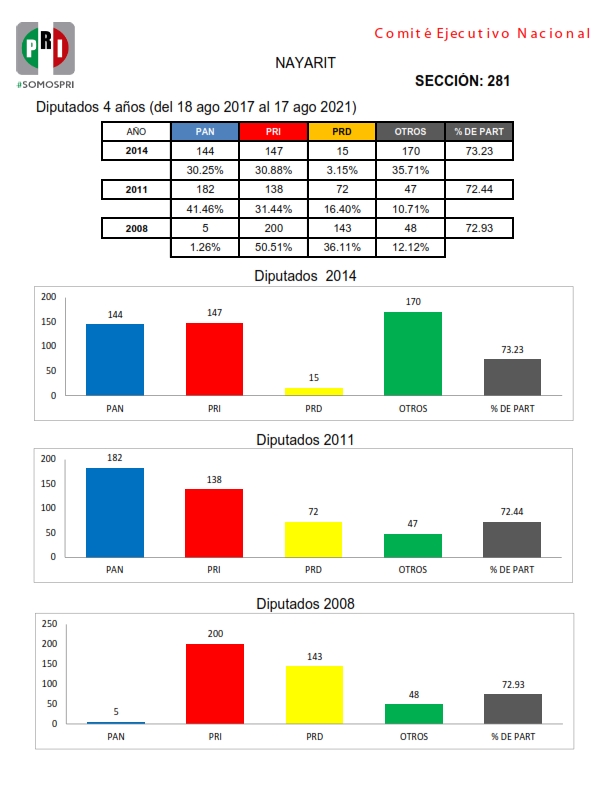 Comité Ejecutivo Nacional
PRI
#SOMOSPRI
NAYARIT
SECCIÓN: 281
Diputados 4 años (del 18 ago 2017 al 17 ago 2021)
AÑO PAN PRI PRD OTROS % DE PART
2014 144 147 15 170 73.23
30.25% 30.88% 3.15% 35.71%
2011 182 138 72 47 72.44
41.46% 31.44% 16.40% 10.71%
2008 5 200 143 48 72.93
1.26% 50.51% 36.11% 12.12%
Diputados 2014
200
150
100
50
0
144 147 15 170 73.23
PAN PRI PRD OTROS % DE PART
Diputados 2011
200
150
100
50
0
182 138 72 47 72.44
PAN PRI PRD OTROS % DE PART
Diputados 2008
250
200
150
100
50
0
5 200 143 48 72.93
PAN PRI PRD OTROS % DE PART